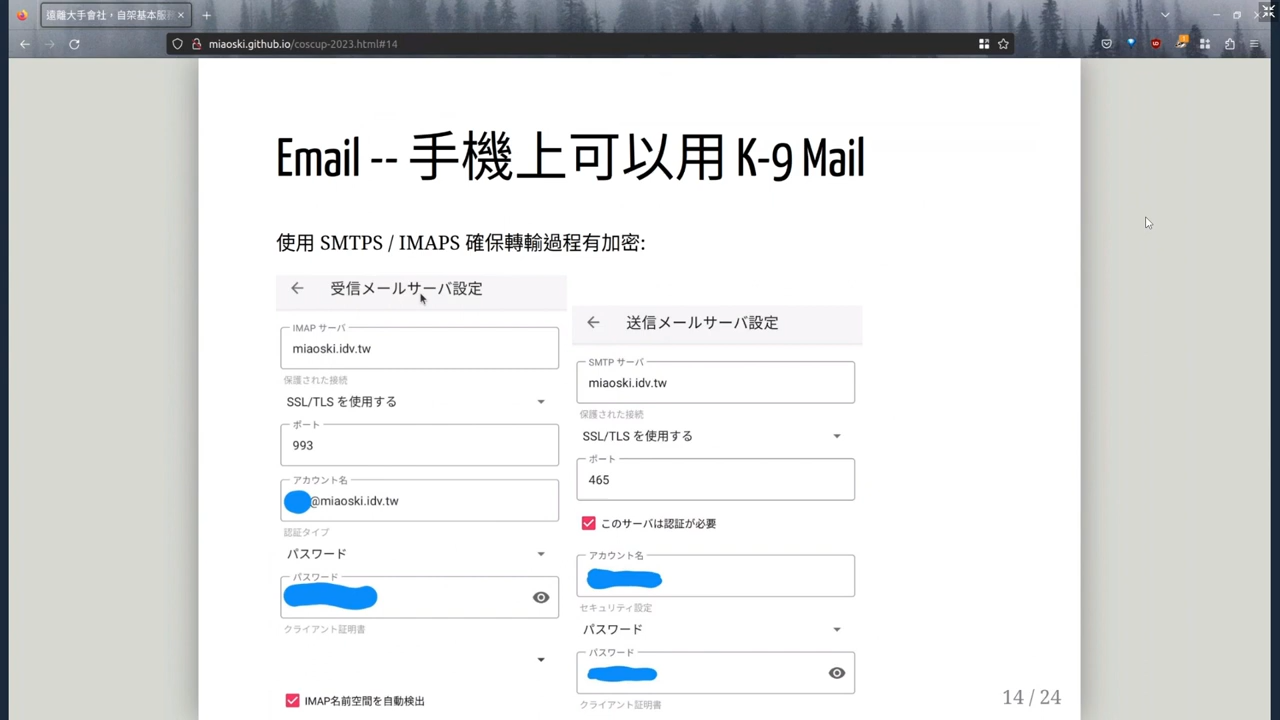 遠離大手會社，自架基本服務
miaoski.github.io/coscup-2023.html#14
Email -- 手機上可以用 K-9 Mail
使用 SMTPS / IMAPS 確保轉輸過程有加密:
受信メールサーバ設定
IMAP サーバ
miaoski.idv.tw
保護された接続
SSL/TLS を使用する
ポート
993
アカウント名
@miaoski.idv.tw
認証タイプ
パスワード
パスワード
クライアント証明書
IMAP名前空間を自動検出
送信メールサーバ設定
SMTP サーバ
miaoski.idv.tw
保護された接続
SSL/TLS を使用する
ポート
465
このサーバは認証が必要
アカウント名
セキュリティ設定
パスワード
パスワード
クライアント証明書
14 / 24